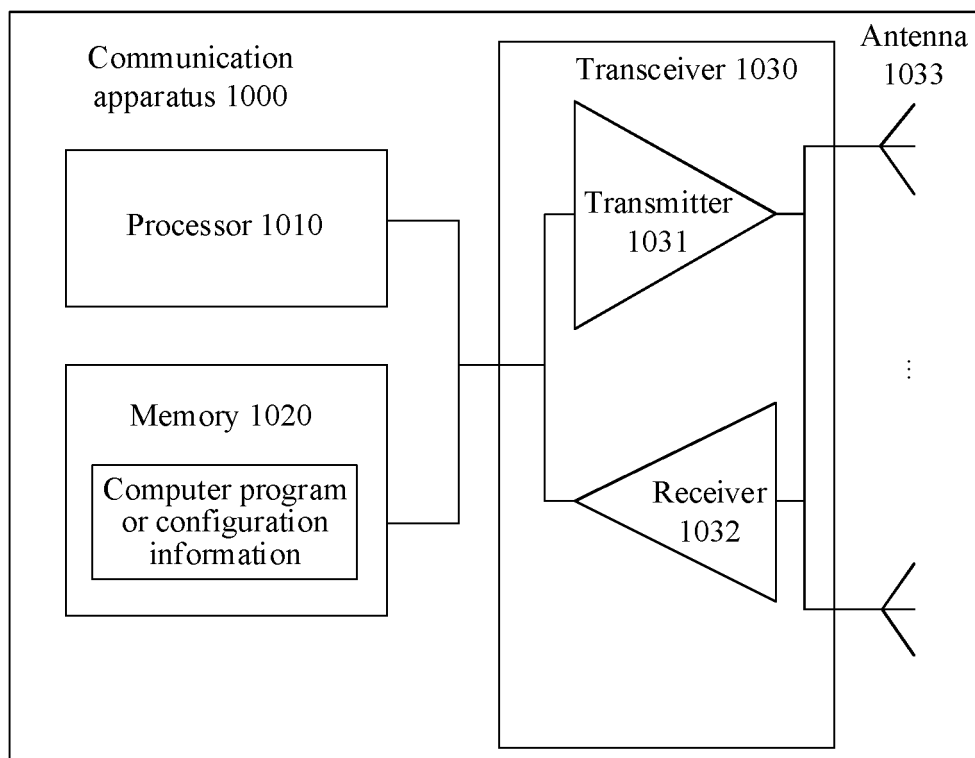 Communication
apparatus 1000
Processor 1010
Memory 1020
Computer program
or configuration
information
Transceiver 1030
Transmitter
1031
Receiver
1032
Antenna
1033
⋮